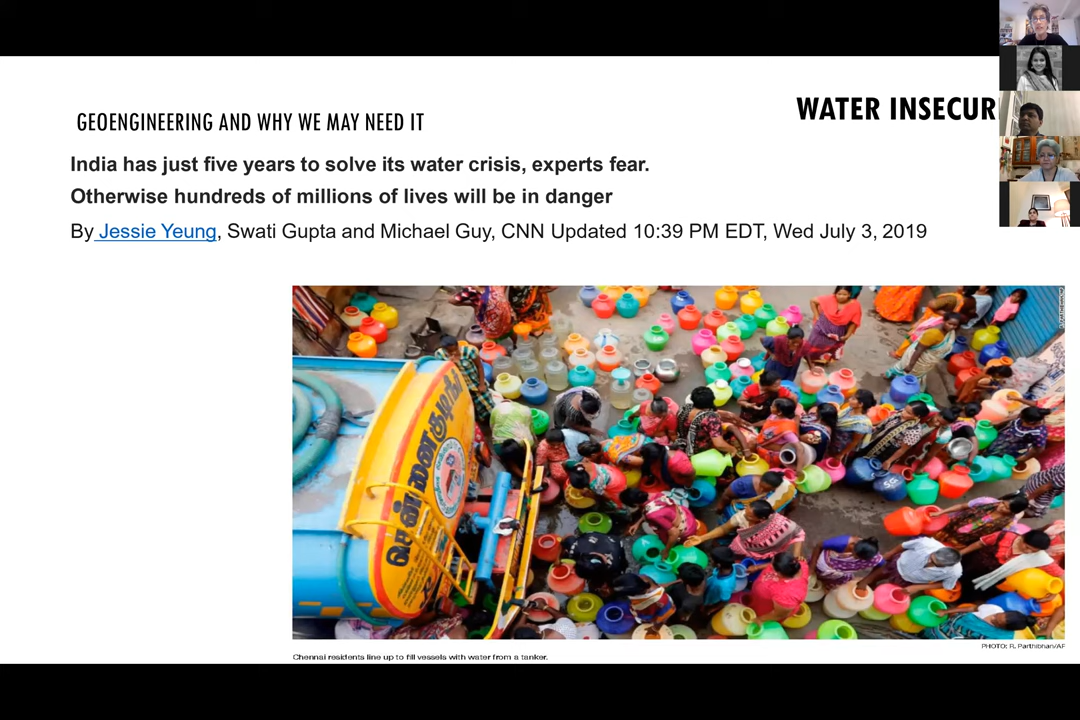 WATER INSECUR
GEOENGINEERING AND WHY WE MAY NEED IT
India has just five years to solve its water crisis, experts fear.
Otherwise hundreds of millions of lives will be in danger
By Jessie Yeung, Swati Gupta and Michael Guy, CNN Updated 10:39 PM EDT, Wed July 3, 2019
PHOTO: R. Parthibhan/AP
Chennai residents line up to fill vessels with water from a tanker.